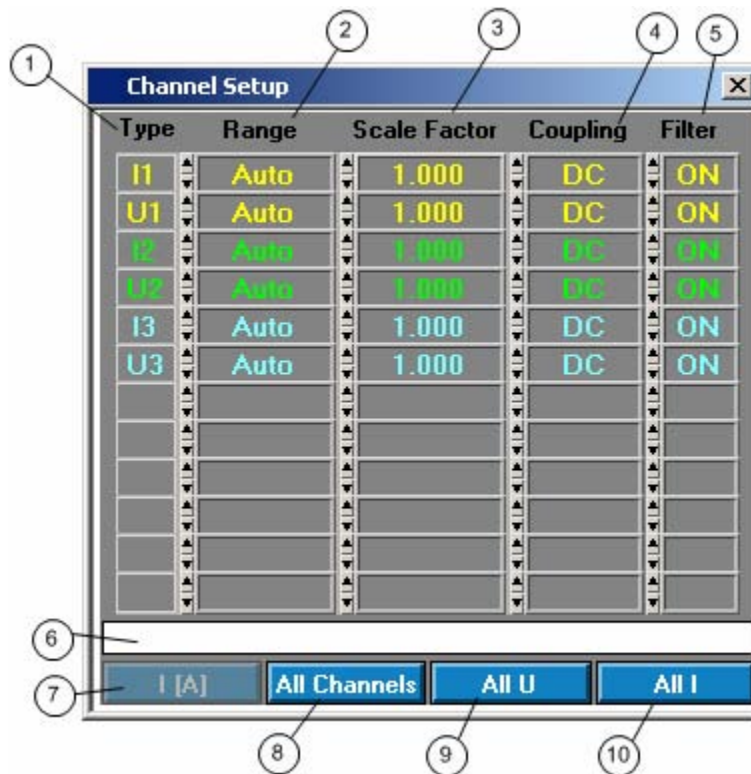 2 3 4 5
1
Channel Setup
Type Range Scale Factor Coupling Filter
I1 Auto 1.000 DC ON
U1 Auto 1.000 DC ON
I2 Auto 1.000 DC ON
U2 Auto 1.000 DC ON
I3 Auto 1.000 DC ON
U3 Auto 1.000 DC ON
6
I [A] All Channels All U All I
7
8 9 10